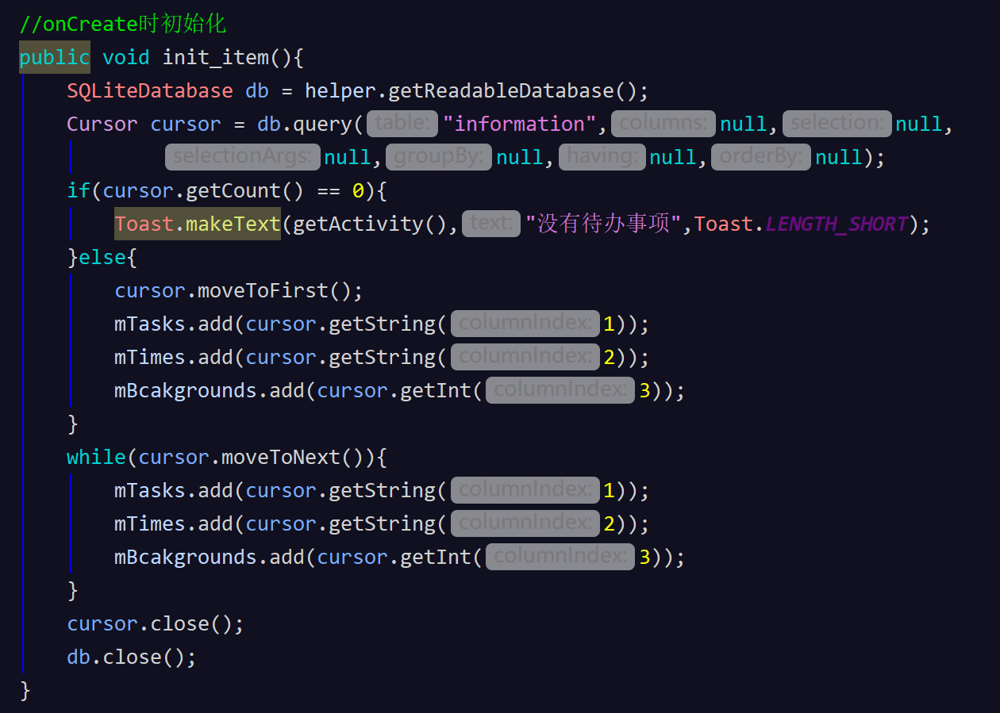 //onCreate时初始化
public void init_item(){
SQLiteDatabase db = helper.getReadableDatabase();
Cursor cursor = db.query( table: "information", columns: null, selection: null,
selectionArgs: null, groupBy: null, having: null, orderBy: null);
if(cursor.getCount() == 0){
Toast.makeText(getActivity(), text: "没有待办事项",Toast.LENGTH_SHORT);
}else{
cursor.moveToFirst();
mTasks.add(cursor.getString( columnIndex: 1));
mTimes.add(cursor.getString( columnIndex: 2));
mBcakgrounds.add(cursor.getInt( columnIndex: 3));
}
while(cursor.moveToNext()){
mTasks.add(cursor.getString( columnIndex: 1));
mTimes.add(cursor.getString( columnIndex: 2));
mBcakgrounds.add(cursor.getInt( columnIndex: 3));
}
cursor.close();
db.close();
}